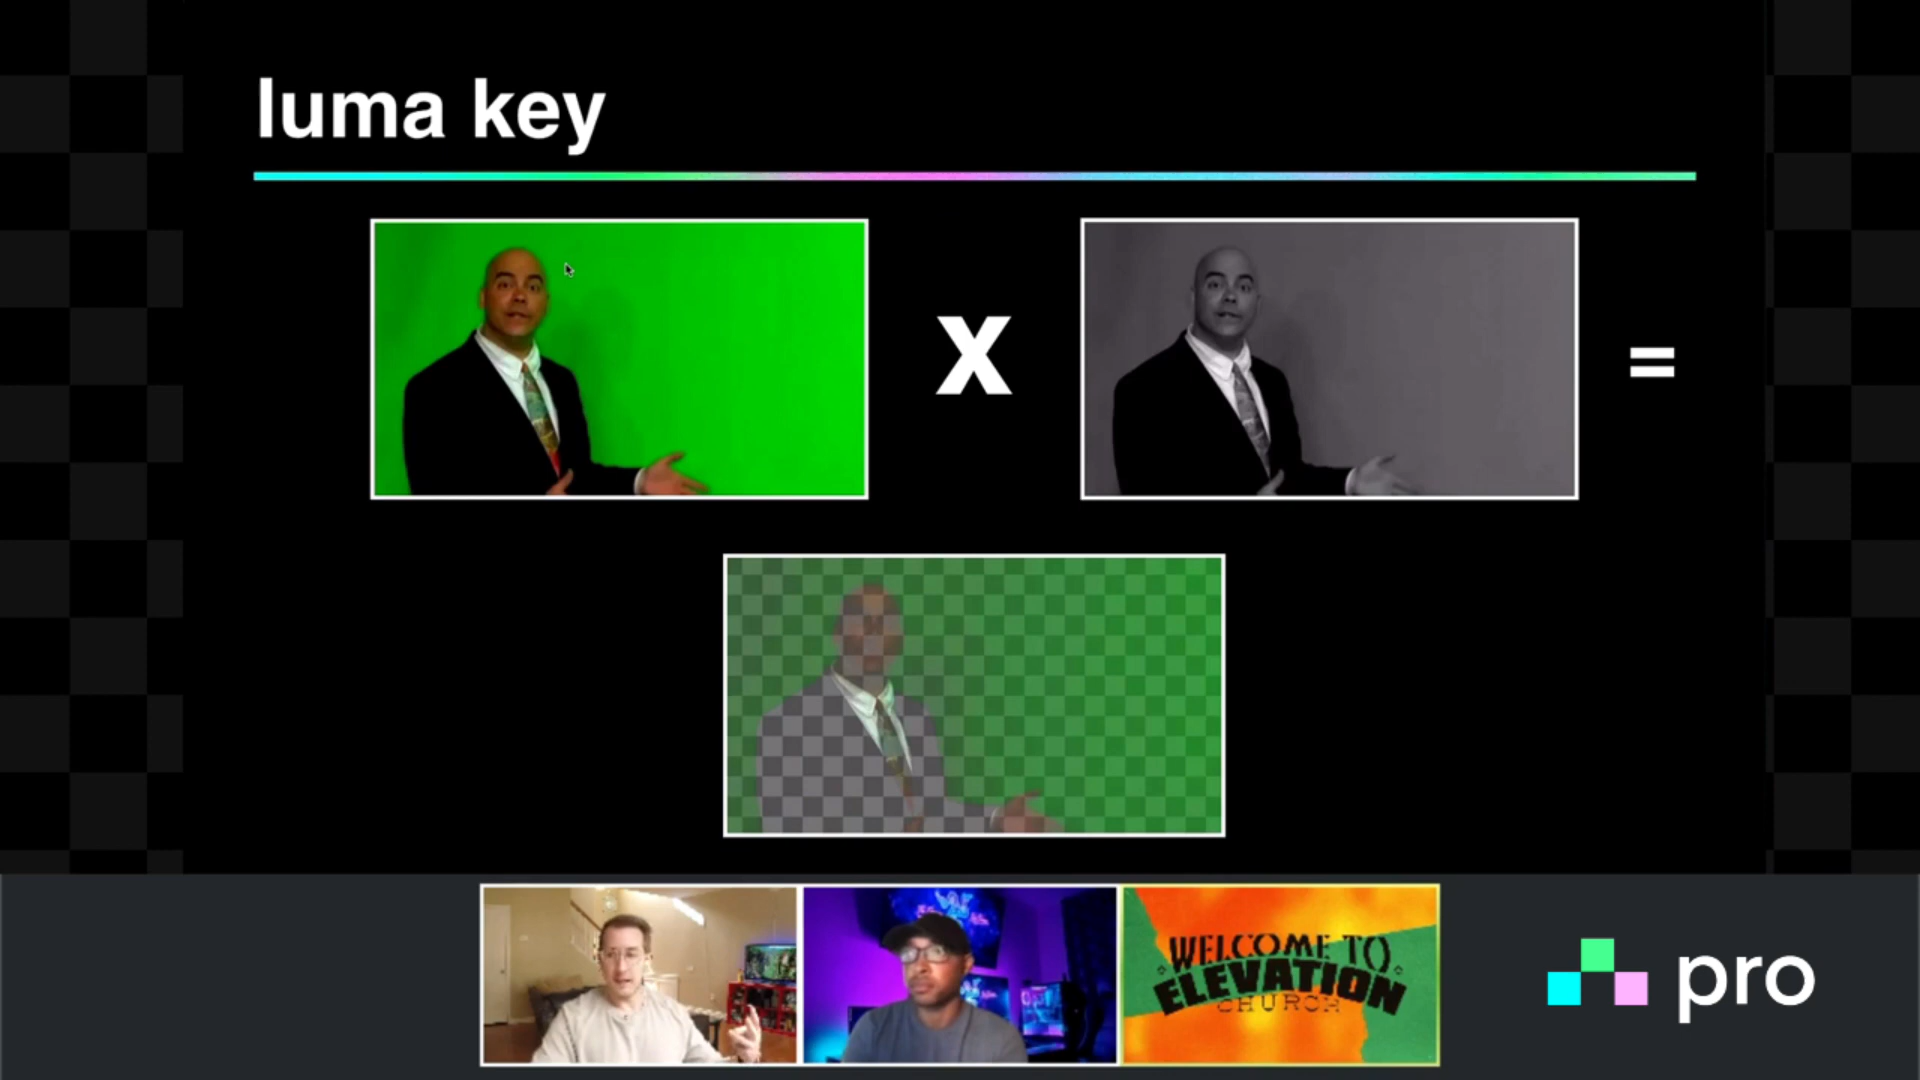 luma key
x
=
WELCOME TO
ELEVATION
CHURCH
pro